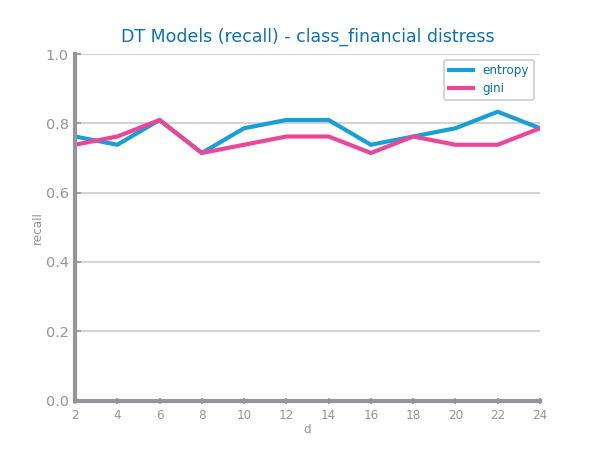 DT Models (recall) - class_financial distress
1.0
0.8
0.6
0.4
0.2
0.0
recall
entropy
gini
2 4 6 8 10 12 14 16 18 20 22 24
d